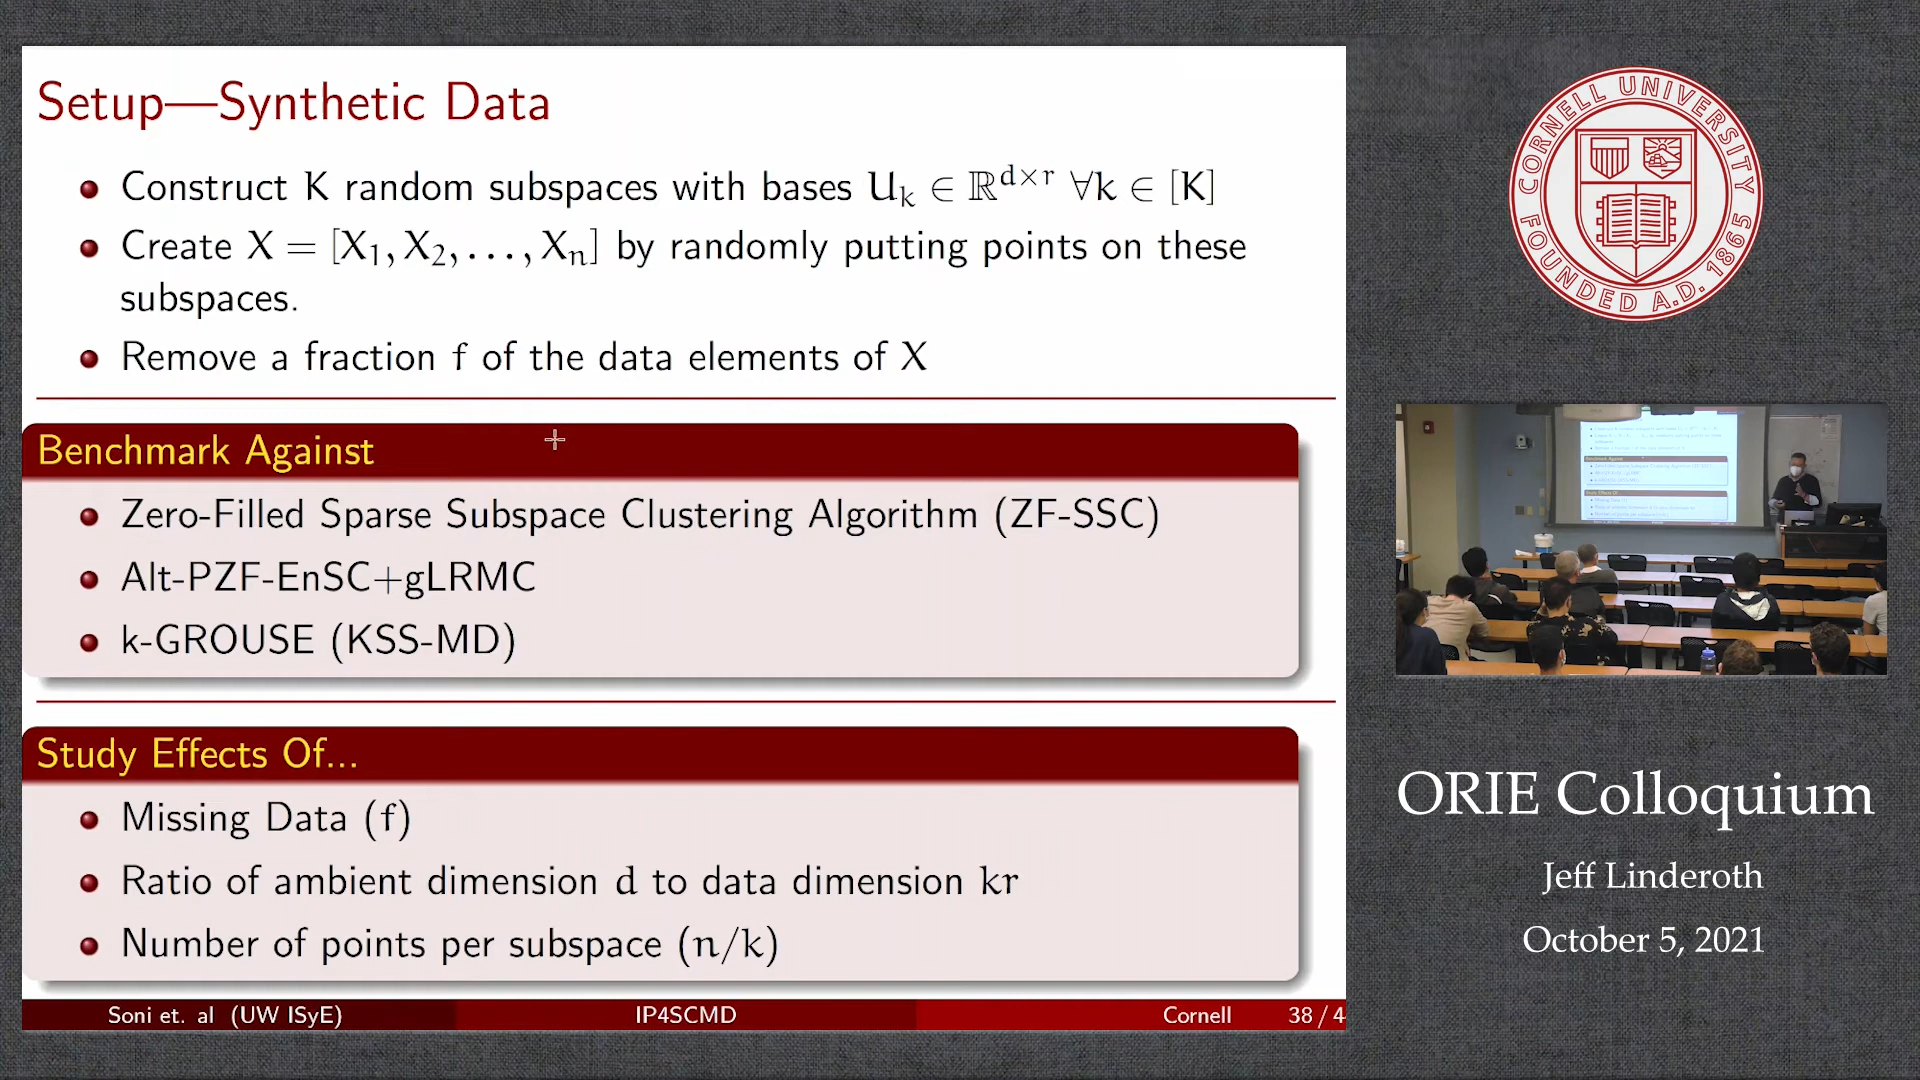 Setup—Synthetic Data
Construct K random subspaces with bases U_k ∈ ℝ^{d×r} ∀k ∈ [K]
Create X = [X_1, X_2, . . . , X_n] by randomly putting points on these
subspaces.
Remove a fraction f of the data elements of X
Benchmark Against
Zero-Filled Sparse Subspace Clustering Algorithm (ZF-SSC)
Alt-PZF-EnSC+gLRMC
k-GROUSE (KSS-MD)
Study Effects Of...
Missing Data (f)
Ratio of ambient dimension d to data dimension kr
Number of points per subspace (n/k)
Soni et. al (UW ISyE) IP4SCMD Cornell 38 / 4
CORNELL UNIVERSITY
FOUNDED A.D. 1865
ORIE Colloquium
Jeff Linderoth
October 5, 2021